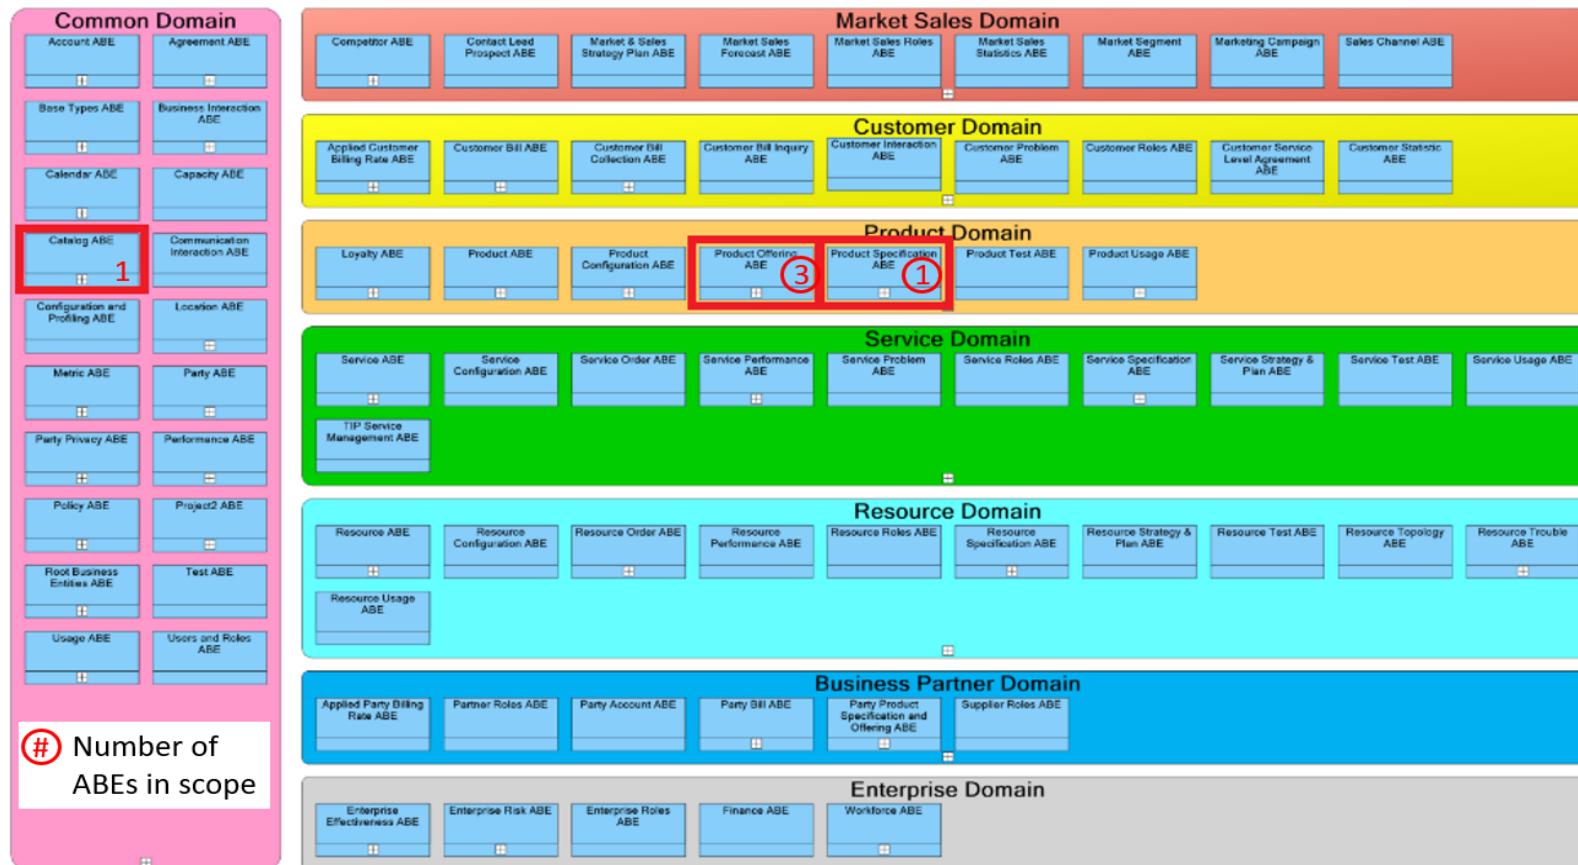 Common Domain
Account ABE
Agreement ABE
Base Types ABE
Business Interaction
ABE
Calendar ABE
Capacity ABE
Catalog ABE
1
Communication
Interaction ABE
Configuration and
Profiling ABE
Location ABE
Metric ABE
Party ABE
Party Privacy ABE
Performance ABE
Policy ABE
Project2 ABE
Root Business
Entities ABE
Test ABE
Usage ABE
Users and Roles
ABE
# Number of
ABEs in scope
Market Sales Domain
Competitor ABE
Contact Lead
Prospect ABE
Market & Sales
Strategy Plan ABE
Market Sales
Forecast ABE
Market Sales Roles
ABE
Market Sales
Statistics ABE
Market Segment
ABE
Marketing Campaign
ABE
Sales Channel ABE
Customer Domain
Applied Customer
Billing Rate ABE
Customer Bill ABE
Customer Bill
Collection ABE
Customer Bill Inquiry
ABE
Customer Interaction
ABE
Customer Problem
ABE
Customer Roles ABE
Customer Service
Level Agreement
ABE
Customer Statistic
ABE
Product Domain
Loyalty ABE
Product ABE
Product
Configuration ABE
Product Offering
ABE
3
Product Specification
ABE
1
Product Test ABE
Product Usage ABE
Service Domain
Service ABE
Service
Configuration ABE
Service Order ABE
Service Performance
ABE
Service Problem
ABE
Service Roles ABE
Service Specification
ABE
Service Strategy &
Plan ABE
Service Test ABE
Service Usage ABE
TIP Service
Management ABE
Resource Domain
Resource ABE
Resource
Configuration ABE
Resource Order ABE
Resource
Performance ABE
Resource Roles ABE
Resource
Specification ABE
Resource Strategy &
Plan ABE
Resource Test ABE
Resource Topology
ABE
Resource Trouble
ABE
Resource Usage
ABE
Business Partner Domain
Applied Party Billing
Rate ABE
Partner Roles ABE
Party Account ABE
Party Bill ABE
Party Product
Specification and
Offering ABE
Supplier Roles ABE
Enterprise Domain
Enterprise
Effectiveness ABE
Enterprise Risk ABE
Enterprise Roles
ABE
Finance ABE
Workforce ABE